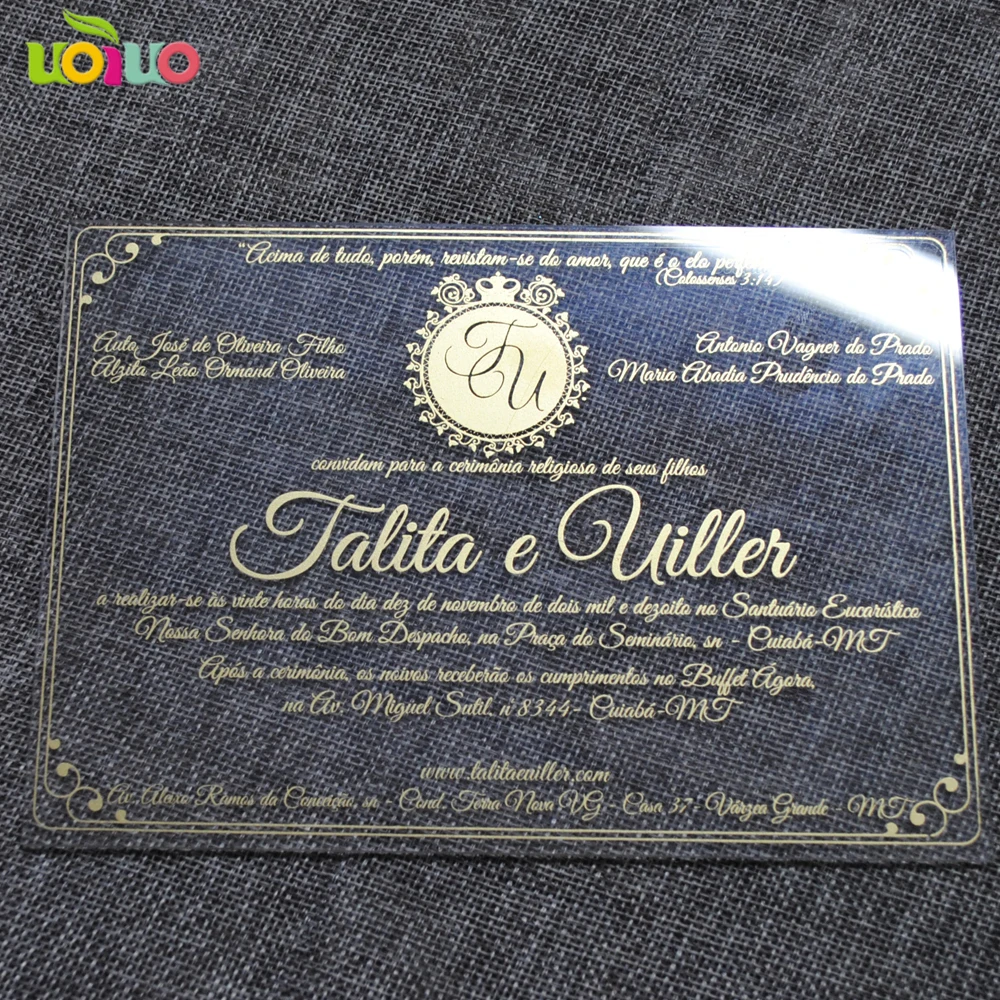 uoiuo
"Acima de tudo, porém, revistam-se do amor, que é o elo
(Colossenses 3:14)
Auto José de Oliveira Filho
Alzita Leão Ormond Oliveira
Antonio Vagner do Prado
Maria Abadia Prudêncio do Prado
TU
convidam para a cerimônia religiosa de seus filhos
Talita e Uiller
a realizar-se às vinte horas do dia dez de novembro de dois mil e dezoito no Santuário Eucarístico
Nossa Senhora do Bom Despacho, na Praça do Seminário, sn - Cuiabá-MT
Após a cerimônia, os noivos receberão os cumprimentos no Buffet Ágora,
na Av. Miguel Sutil, nº 8344- Cuiabá-MT
www.talitaeuiller.com
Av. Aleixo Ramos da Conceição, sn - Cond. Terra Nova VG - Casa 37 - Várzea Grande - MT